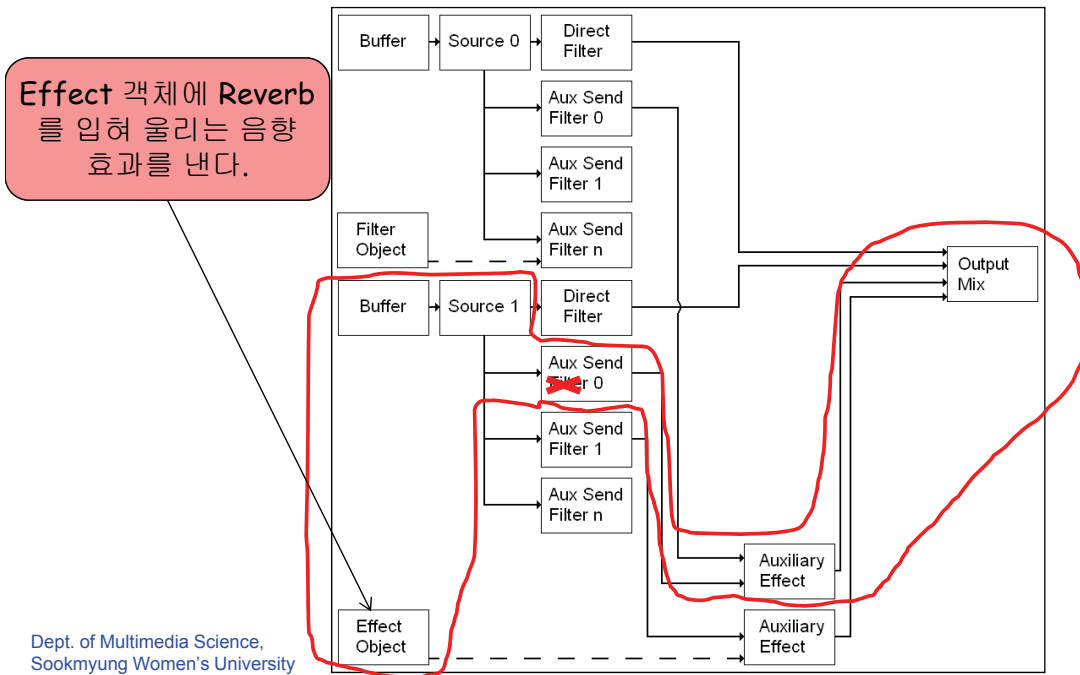 Effect 객체에 Reverb
를 입혀 울리는 음향
효과를 낸다.
Buffer
Source 0
Direct
Filter
Aux Send
Filter 0
Aux Send
Filter 1
Filter
Object
Aux Send
Filter n
Buffer
Source 1
Direct
Filter
Output
Mix
Aux Send
Filter 0
Aux Send
Filter 1
Aux Send
Filter n
Auxiliary
Effect
Effect
Object
Auxiliary
Effect
Dept. of Multimedia Science,
Sookmyung Women's University